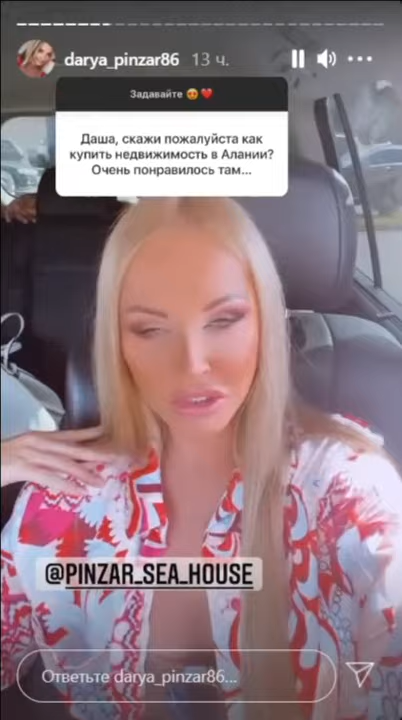 darya_pinzar86 13 ч.
Задавайте 😍❤️
Даша, скажи пожалуйста как
купить недвижимость в Алании?
Очень понравилось там...
@PINZAR_SEA_HOUSE
Ответьте darya_pinzar86...